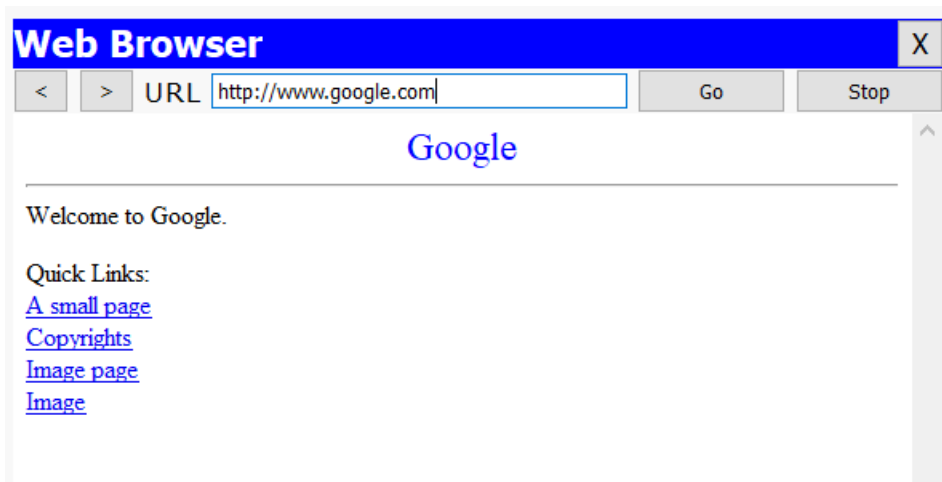 Web Browser X
< > URL http://www.google.com Go Stop
Google
Welcome to Google.
Quick Links:
A small page
Copyrights
Image page
Image